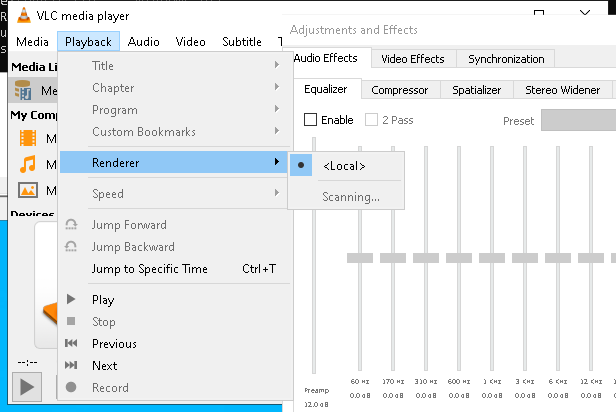 VLC media player
Media Playback Audio Video Subtitle T
Adjustments and Effects
Audio Effects Video Effects Synchronization
Media Li
Me
My Comp
M
M
M
Devices
Title
Chapter
Program
Custom Bookmarks
Renderer
<Local>
Scanning...
Speed
Jump Forward
Jump Backward
Jump to Specific Time Ctrl+T
Play
Stop
Previous
Next
Record
--:--
Equalizer Compressor Spatializer Stereo Widener
Enable 2 Pass Preset
Preamp
12.0 dB
60 Hz 170 Hz 310 Hz 600 Hz 1 KHz 3 KHz 6 KHz 12 KHz
0.0 dB 0.0 dB 0.0 dB 0.0 dB 0.0 dB 0.0 dB 0.0 dB 0.0 dB